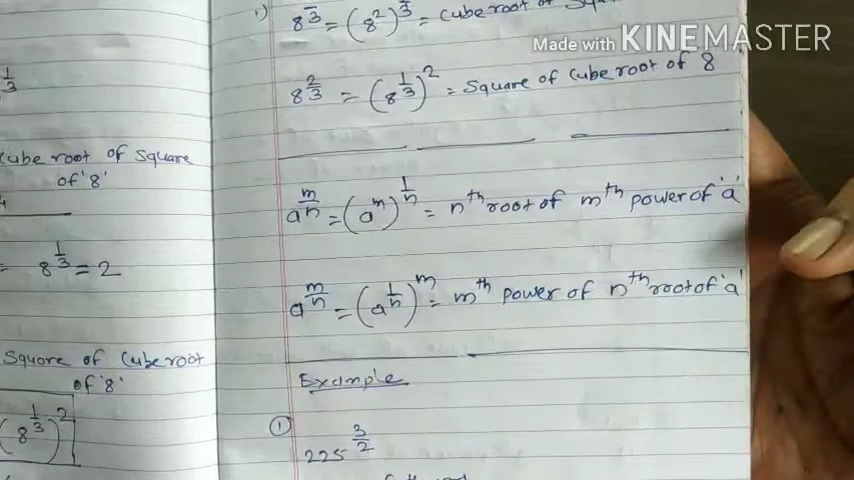 1/3
cube root of square
of '8'
8^(1/3) = 2
Square of Cube root
of '8'
(8^(1/3))^2
1) 8^(2/3) = (8^2)^(1/3) = Cube root of
8^(2/3) = (8^(1/3))^2 = Square of Cube root of 8
a^(m/n) = (a^m)^(1/n) = n^th root of m^th power of 'a'
a^(m/n) = (a^(1/n))^m = m^th power of n^th root of 'a'
Example
① 225^(3/2)
Made with KINEMASTER